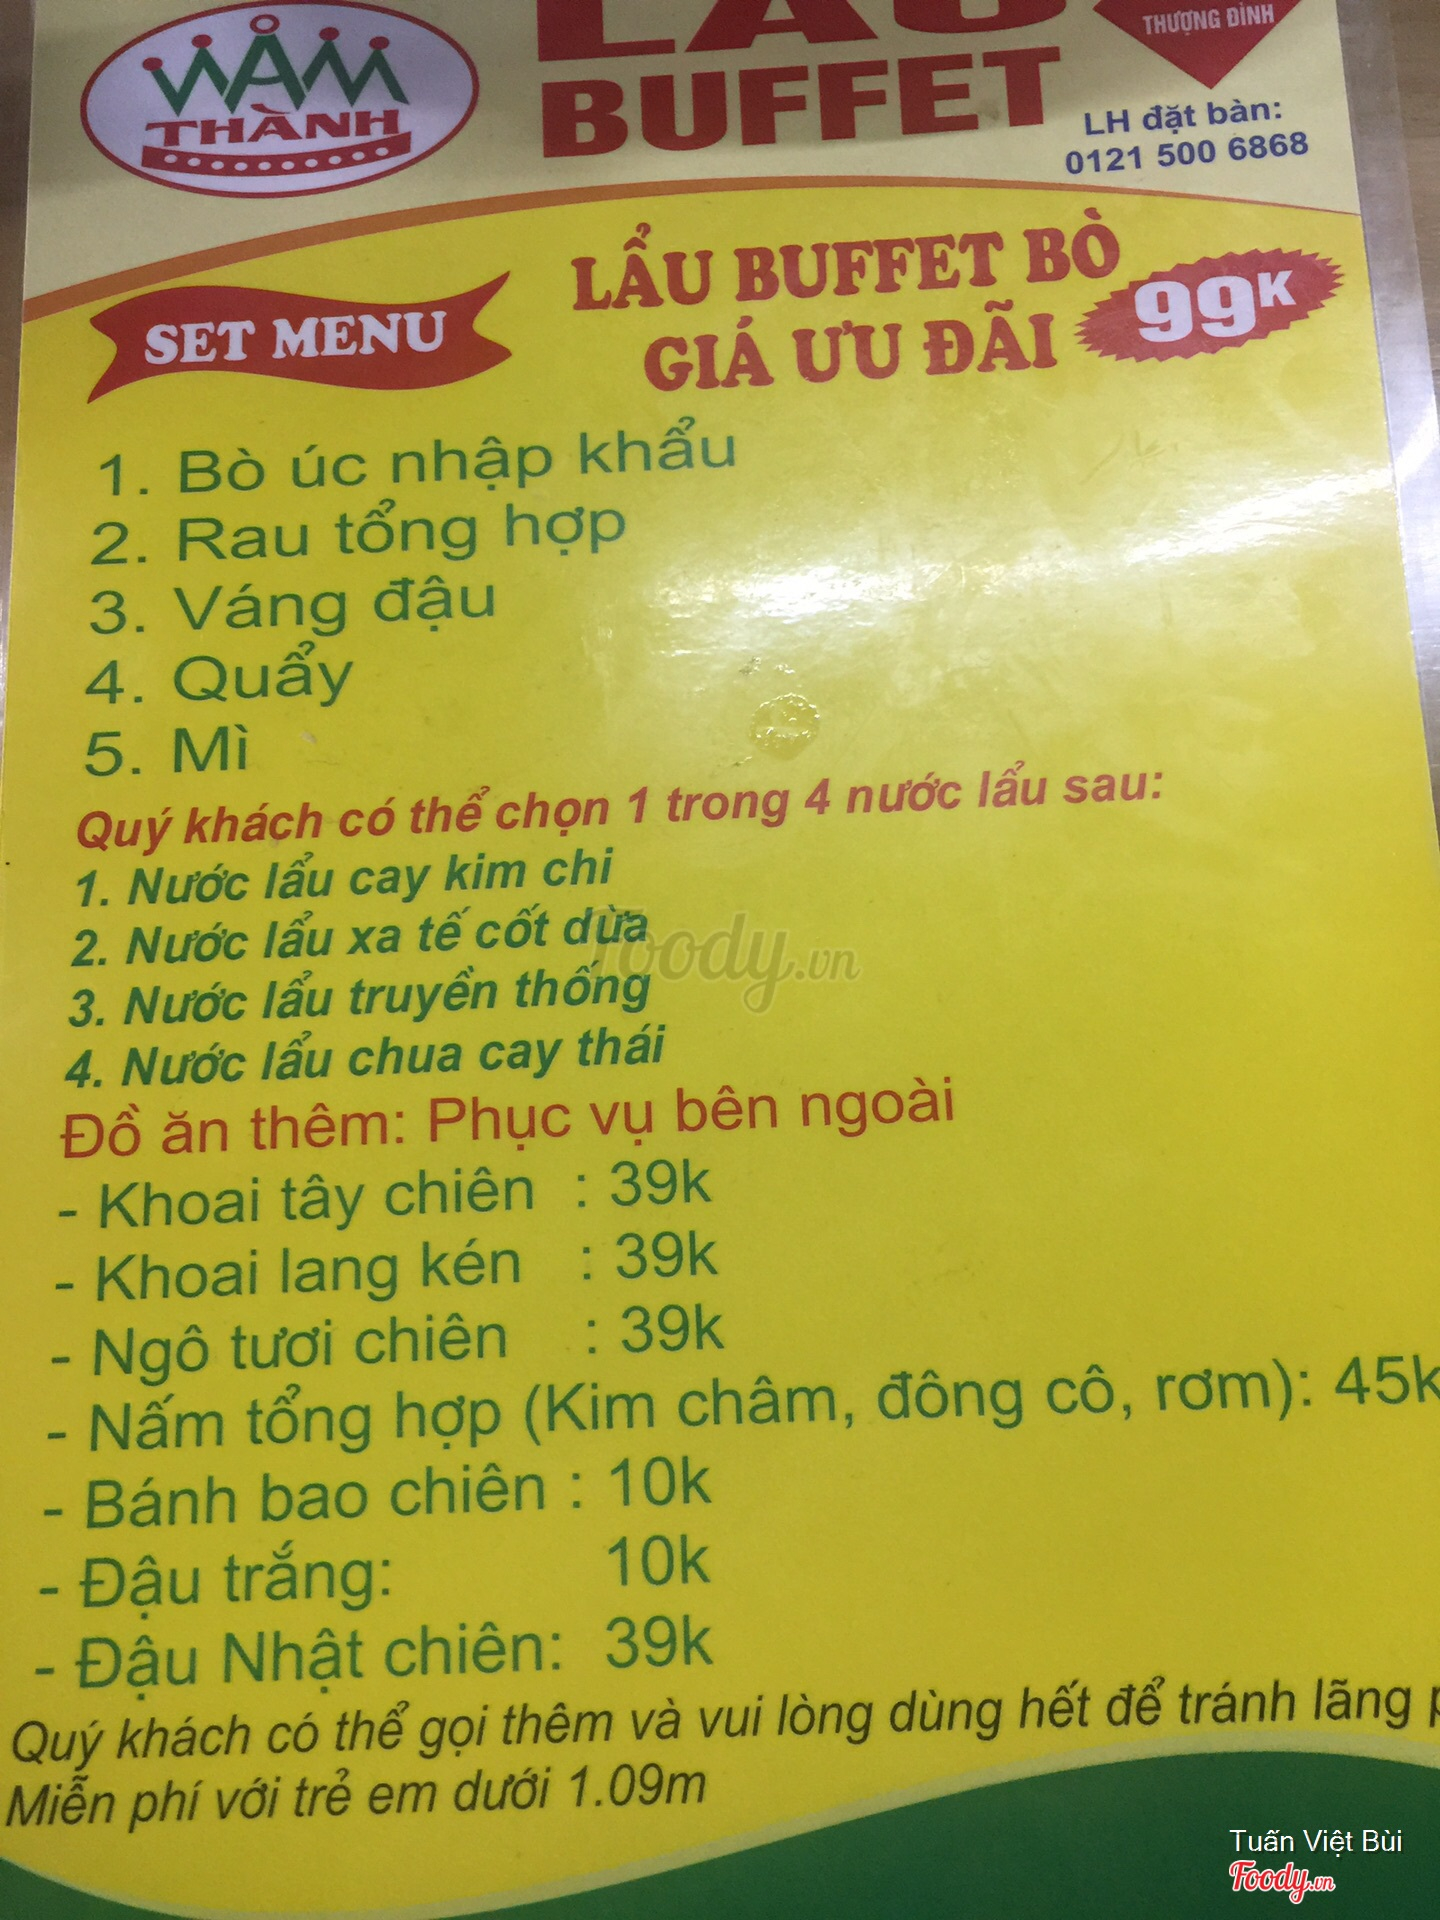 THƯỢNG ĐÌNH
WAM
THÀNH
LẨU
BUFFET
LH đặt bàn:
0121 500 6868
SET MENU
LẨU BUFFET BÒ
GIÁ ƯU ĐÃI
99K
1. Bò úc nhập khẩu
2. Rau tổng hợp
3. Váng đậu
4. Quẩy
5. Mì
Quý khách có thể chọn 1 trong 4 nước lẩu sau:
1. Nước lẩu cay kim chi
2. Nước lẩu xa tế cốt dừa
3. Nước lẩu truyền thống
4. Nước lẩu chua cay thái
Foody.vn
Đồ ăn thêm: Phục vụ bên ngoài
- Khoai tây chiên : 39k
- Khoai lang kén : 39k
- Ngô tươi chiên : 39k
- Nấm tổng hợp (Kim châm, đông cô, rơm): 45k
- Bánh bao chiên : 10k
- Đậu trắng: 10k
- Đậu Nhật chiên: 39k
Quý khách có thể gọi thêm và vui lòng dùng hết để tránh lãng
Miễn phí với trẻ em dưới 1.09m
Tuấn Việt Bùi
Foody.vn